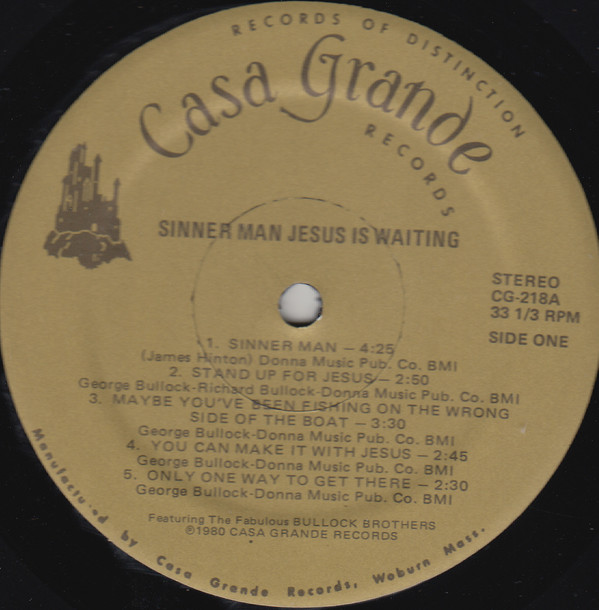 RECORDS OF DISTINCTION
Casa Grande
RECORDS
SINNER MAN JESUS IS WAITING
STEREO
CG-218A
33 1/3 RPM
SIDE ONE
1. SINNER MAN — 4:25
(James Hinton) Donna Music Pub. Co. BMI
2. STAND UP FOR JESUS — 2:50
George Bullock-Richard Bullock-Donna Music Pub. Co. BMI
3. MAYBE YOU'VE BEEN FISHING ON THE WRONG
SIDE OF THE BOAT — 3:30
George Bullock-Donna Music Pub. Co. BMI
4. YOU CAN MAKE IT WITH JESUS — 2:45
George Bullock-Donna Music Pub. Co. BMI
5. ONLY ONE WAY TO GET THERE — 2:30
George Bullock-Donna Music Pub. Co. BMI
Featuring The Fabulous BULLOCK BROTHERS
℗1980 CASA GRANDE RECORDS
Manufactured by Casa Grande Records, Woburn Mass.